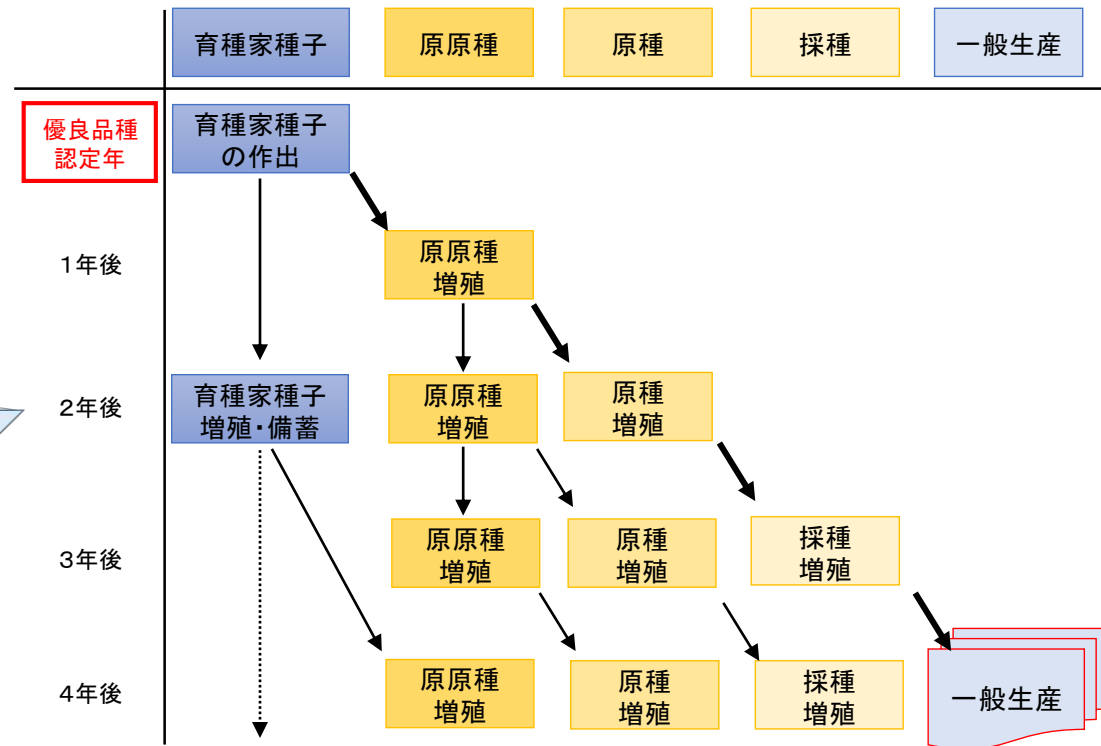 育種家種子
原原種
原種
採種
一般生産
優良品種
認定年
育種家種子
の作出
1年後
原原種
増殖
2年後
育種家種子
増殖・備蓄
原原種
増殖
原種
増殖
3年後
原原種
増殖
原種
増殖
採種
増殖
4年後
原原種
増殖
原種
増殖
採種
増殖
一般生産